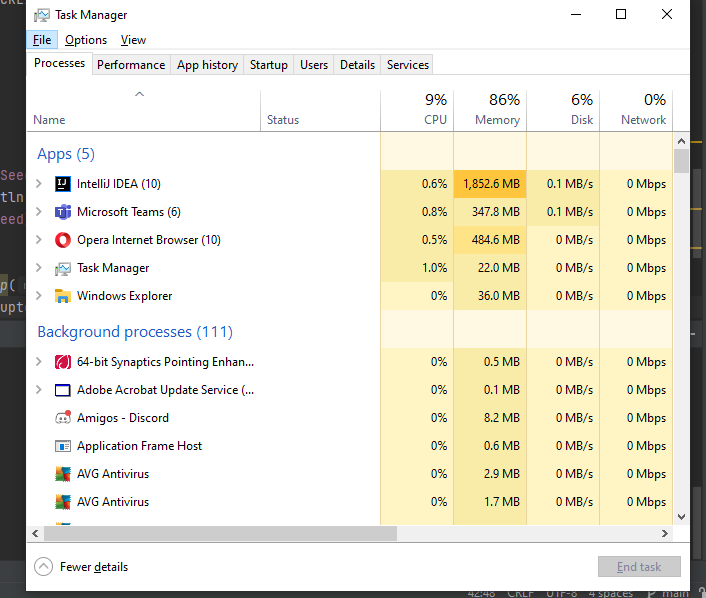 Task Manager
File Options View
Processes Performance App history Startup Users Details Services
9% 86% 6% 0%
Name Status CPU Memory Disk Network
Apps (5)
IntelliJ IDEA (10) 0.6% 1,852.6 MB 0.1 MB/s 0 Mbps
Microsoft Teams (6) 0.8% 347.8 MB 0.1 MB/s 0 Mbps
Opera Internet Browser (10) 0.5% 484.6 MB 0 MB/s 0 Mbps
Task Manager 1.0% 22.0 MB 0 MB/s 0 Mbps
Windows Explorer 0% 36.0 MB 0 MB/s 0 Mbps
Background processes (111)
64-bit Synaptics Pointing Enhan... 0% 0.5 MB 0 MB/s 0 Mbps
Adobe Acrobat Update Service (... 0% 0.1 MB 0 MB/s 0 Mbps
Amigos - Discord 0% 8.2 MB 0 MB/s 0 Mbps
Application Frame Host 0% 0.6 MB 0 MB/s 0 Mbps
AVG Antivirus 0% 2.9 MB 0 MB/s 0 Mbps
AVG Antivirus 0% 1.7 MB 0 MB/s 0 Mbps
Fewer details End task
42:48 CRLF UTF-8 4 spaces main